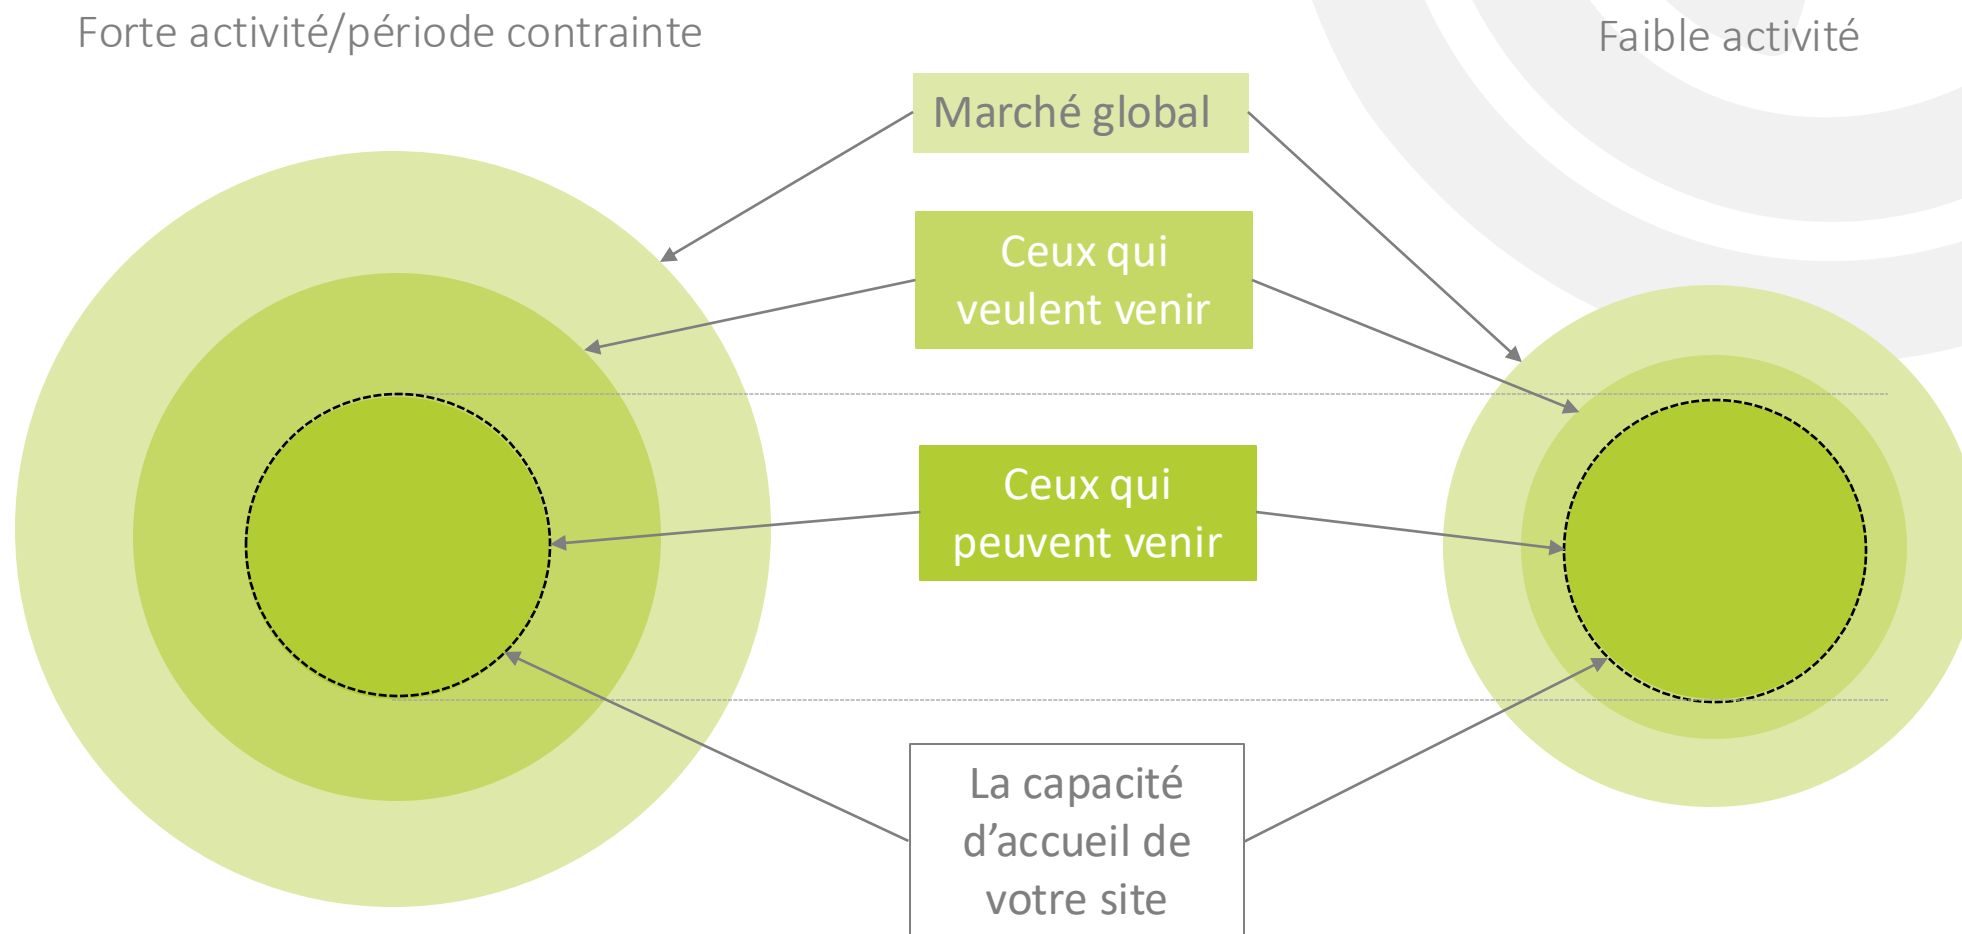 Forte activité/période contrainte
Faible activité
Marché global
Ceux qui
veulent venir
Ceux qui
peuvent venir
La capacité
d’accueil de
votre site